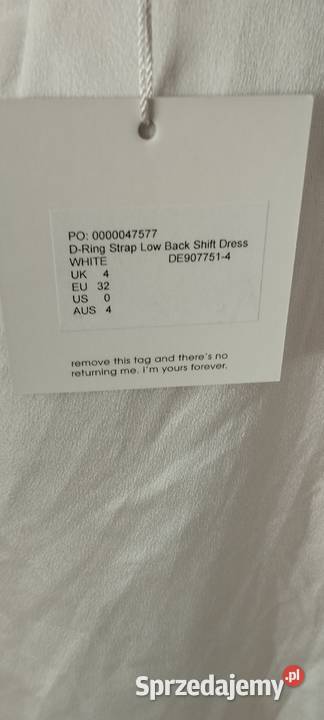 PO: 0000047577
D-Ring Strap Low Back Shift Dress
WHITE DE907751-4
UK 4
EU 32
US 0
AUS 4
remove this tag and there's no
returning me. I'm yours forever.
Sprzedajemy.pl